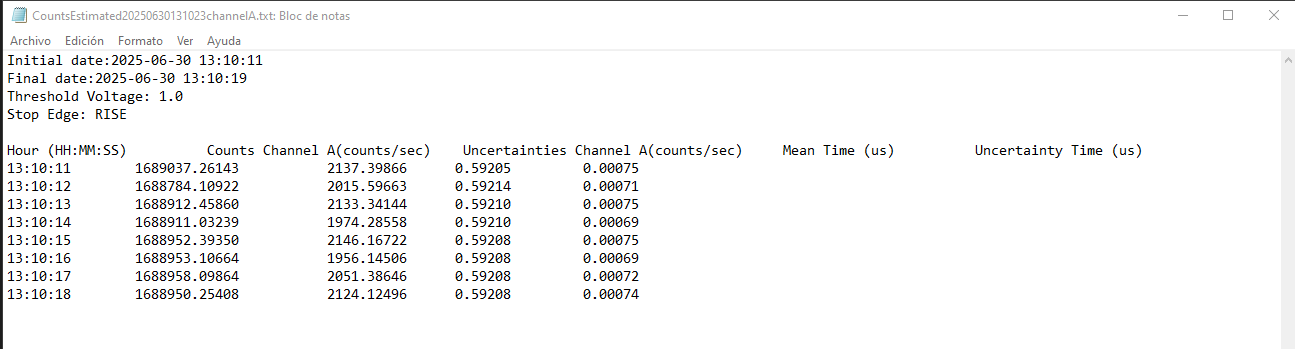 CountsEstimated20250630131023channelA.txt: Bloc de notas
Archivo Edición Formato Ver Ayuda
Initial date:2025-06-30 13:10:11
Final date:2025-06-30 13:10:19
Threshold Voltage: 1.0
Stop Edge: RISE
Hour (HH:MM:SS) Counts Channel A(counts/sec) Uncertainties Channel A(counts/sec) Mean Time (us) Uncertainty Time (us)
13:10:11 1689037.26143 2137.39866 0.59205 0.00075
13:10:12 1688784.10922 2015.59663 0.59214 0.00071
13:10:13 1688912.45860 2133.34144 0.59210 0.00075
13:10:14 1688911.03239 1974.28558 0.59210 0.00069
13:10:15 1688952.39350 2146.16722 0.59208 0.00075
13:10:16 1688953.10664 1956.14506 0.59208 0.00069
13:10:17 1688958.09864 2051.38646 0.59208 0.00072
13:10:18 1688950.25408 2124.12496 0.59208 0.00074